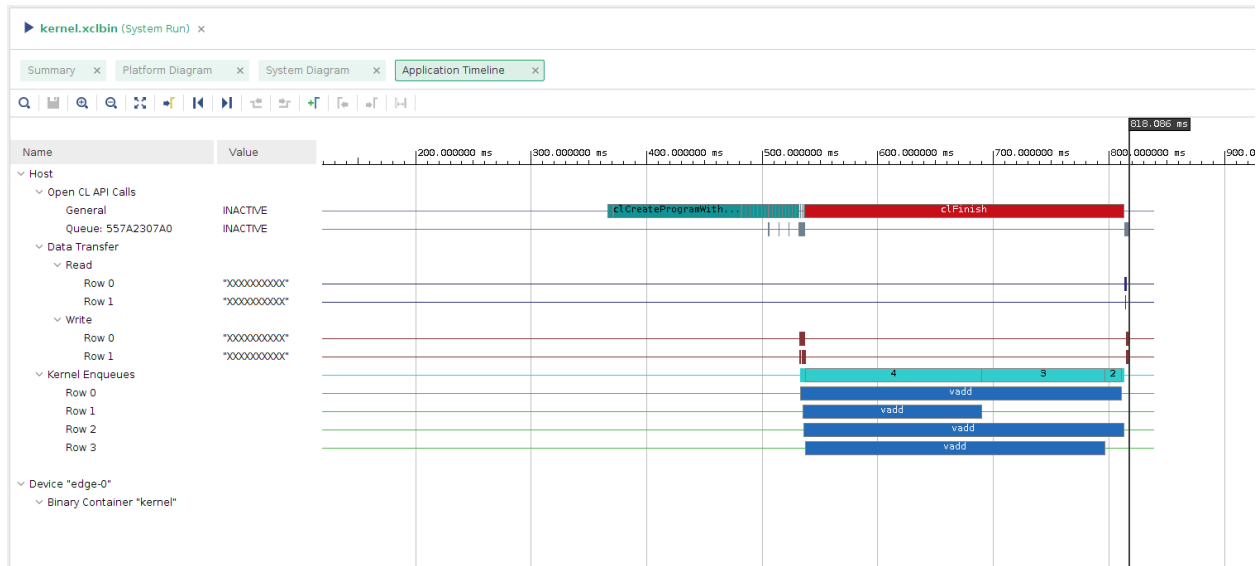 kernel.xclbin (System Run) ×
Summary × Platform Diagram × System Diagram × Application Timeline ×
818.086 ms
Name Value 200.000000 ms 300.000000 ms 400.000000 ms 500.000000 ms 600.000000 ms 700.000000 ms 800.000000 ms 900.0
Host
Open CL API Calls
General INACTIVE clCreateProgramWith... clFinish
Queue: 557A2307A0 INACTIVE
Data Transfer
Read
Row 0 "XXXXXXXXXX"
Row 1 "XXXXXXXXXX"
Write
Row 0 "XXXXXXXXXX"
Row 1 "XXXXXXXXXX"
Kernel Enqueues 4 3 2
Row 0 vadd
Row 1 vadd
Row 2 vadd
Row 3 vadd
Device "edge-0"
Binary Container "kernel"